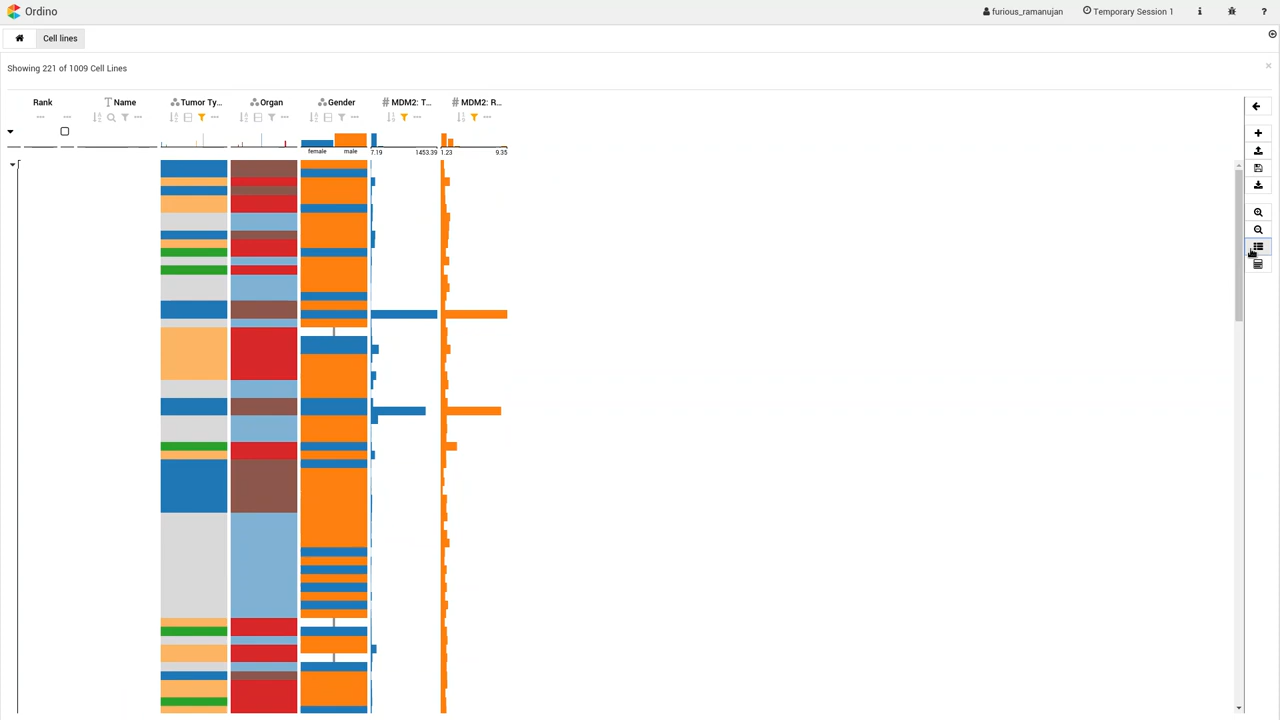 Ordino
furious_ramanujan
Temporary Session 1
Cell lines
Showing 221 of 1009 Cell Lines
Rank
Name
Tumor Ty...
Organ
Gender
MDM2: T...
MDM2: R...
female
male
7.19
1453.39
1.23
9.35